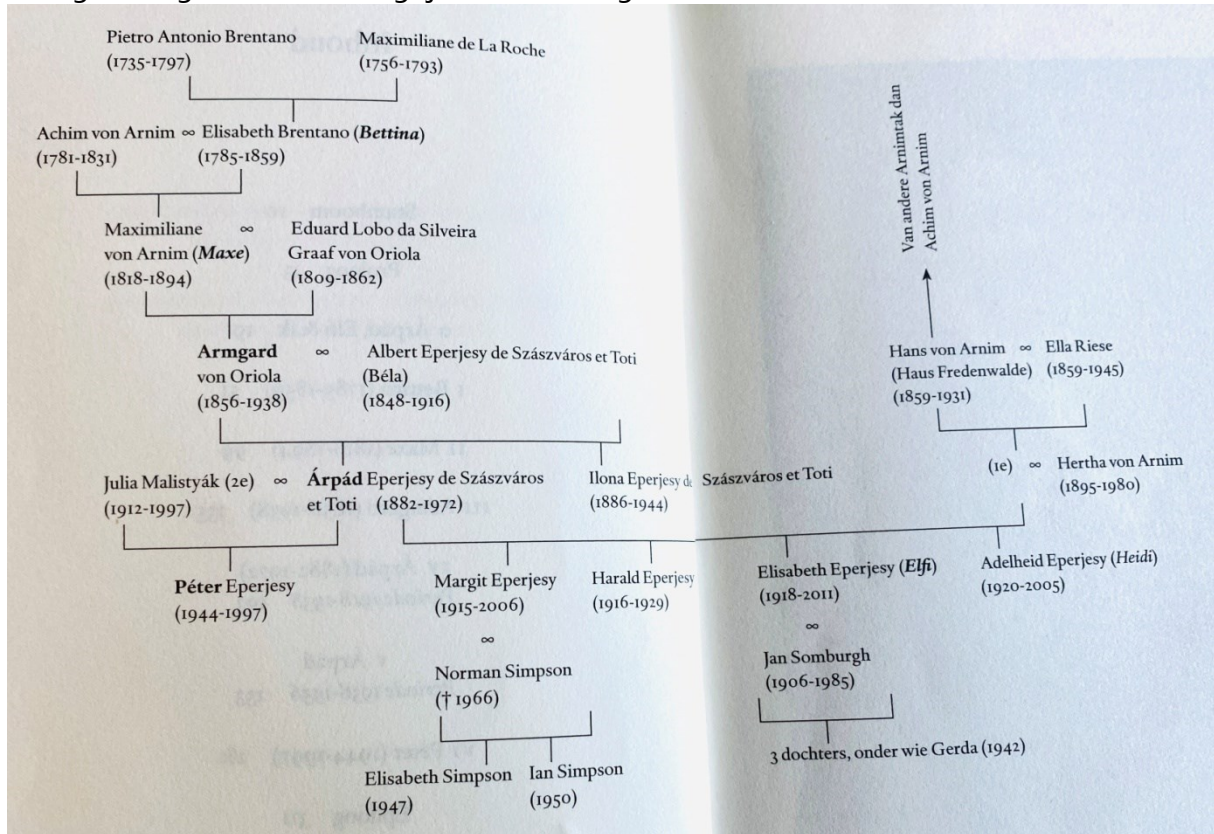 Pietro Antonio Brentano
(1735-1797)
Maximiliane de La Roche
(1756-1793)
Achim von Arnim ∞ Elisabeth Brentano (Bettina)
(1781-1831)
(1785-1859)
Van andere Arnimtak dan
Achim von Arnim
Maximiliane
von Arnim (Maxe)
(1818-1894)
∞
Eduard Lobo da Silveira
Graaf von Oriola
(1809-1862)
Armgard
von Oriola
(1856-1938)
∞
Albert Eperjesy de Szászváros et Toti
(Béla)
(1848-1916)
Hans von Arnim
(Haus Fredenwalde)
(1859-1931)
∞
Ella Riese
(1859-1945)
Julia Malistyák (2e)
(1912-1997)
∞
Árpád Eperjesy de Szászváros
et Toti (1882-1972)
Ilona Eperjesy de Szászváros et Toti
(1886-1944)
(1e) ∞ Hertha von Arnim
(1895-1980)
Péter Eperjesy
(1944-1997)
Margit Eperjesy
(1915-2006)
∞
Norman Simpson
(† 1966)
Harald Eperjesy
(1916-1929)
Elisabeth Eperjesy (Elfi)
(1918-2011)
∞
Jan Somburgh
(1906-1985)
Adelheid Eperjesy (Heidi)
(1920-2005)
Elisabeth Simpson
(1947)
Ian Simpson
(1950)
3 dochters, onder wie Gerda (1942)